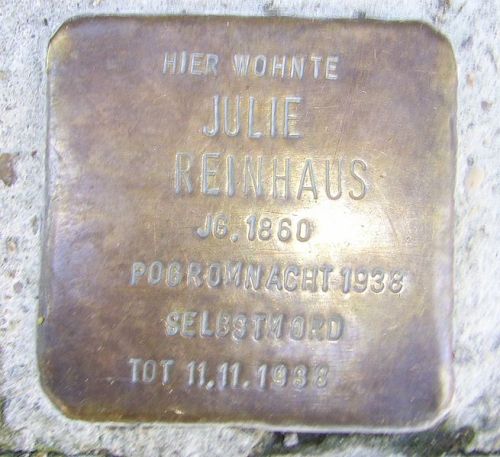 HIER WOHNTE
JULIE
REINHAUS
JG. 1860
POGROMNACHT 1938
SELBSTMORD
TOT 11.11.1938